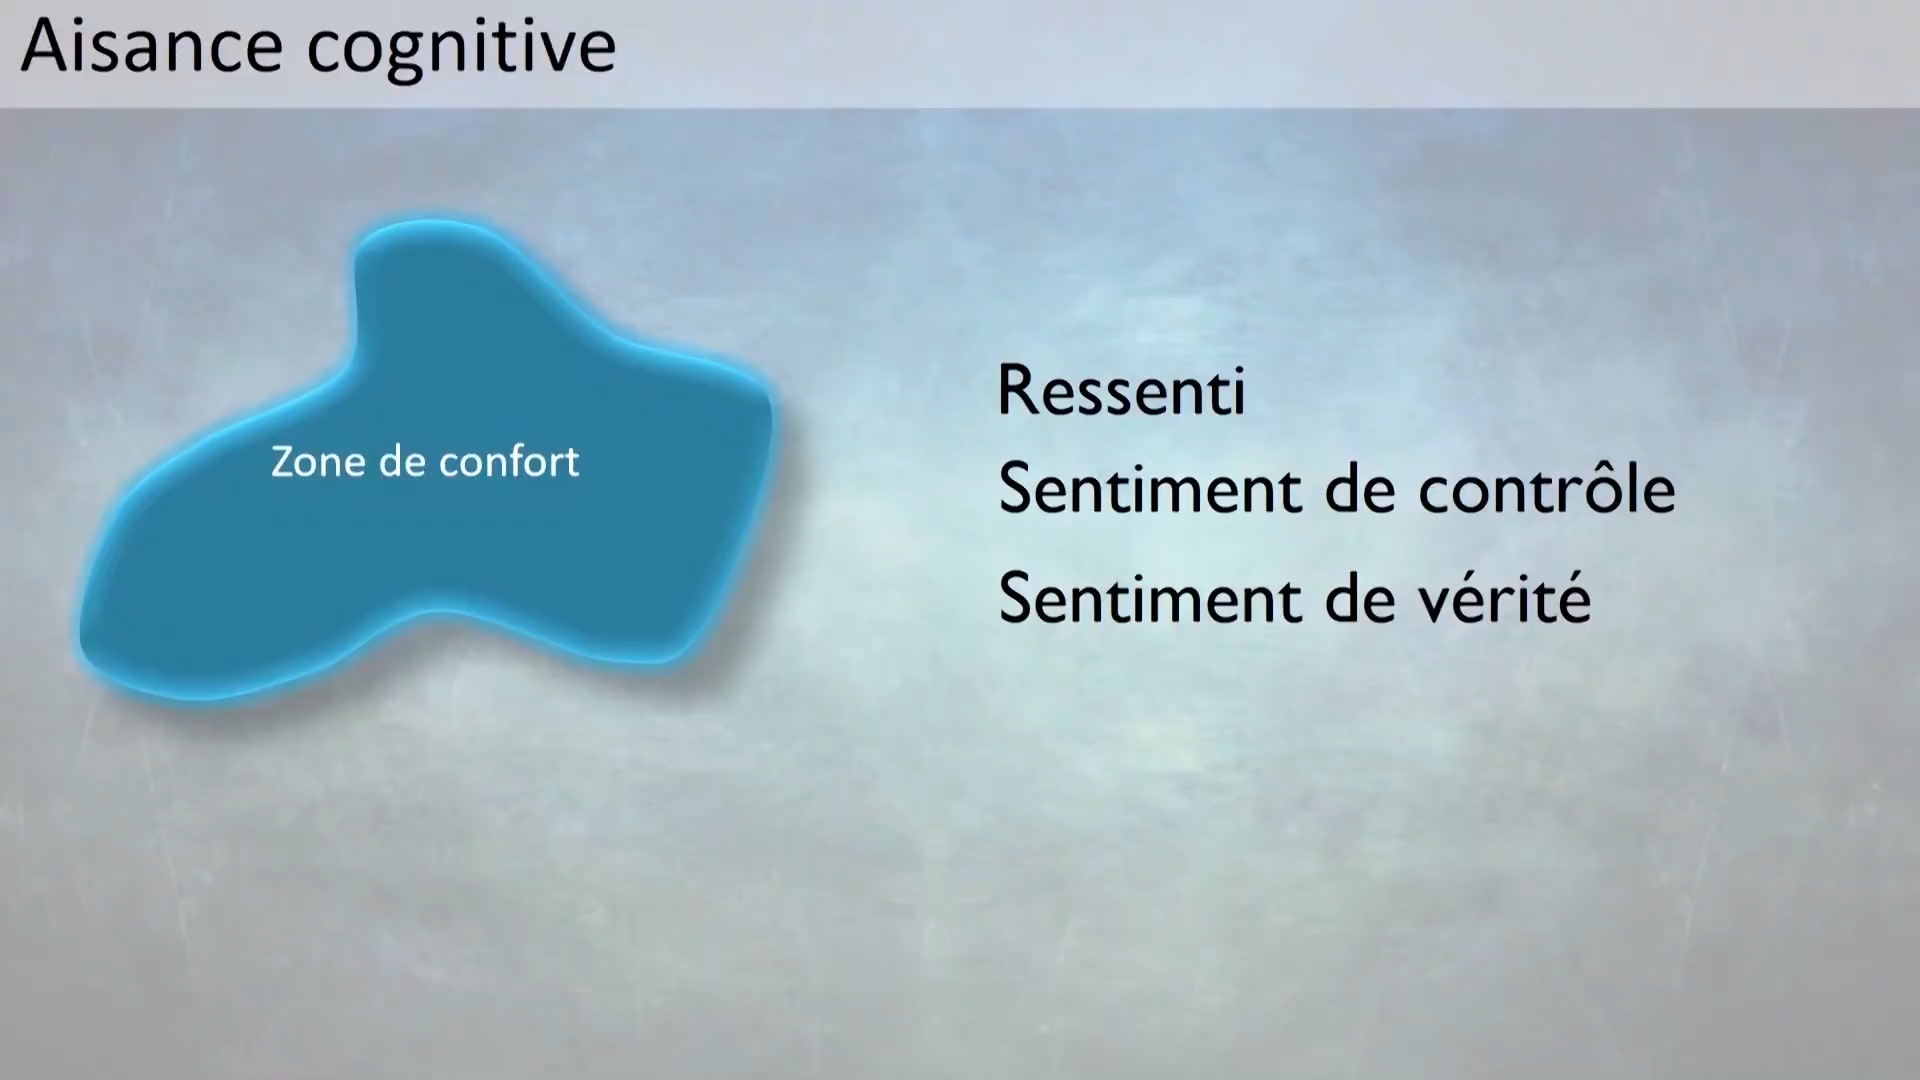 Aisance cognitive
Zone de confort
Ressenti
Sentiment de contrôle
Sentiment de vérité